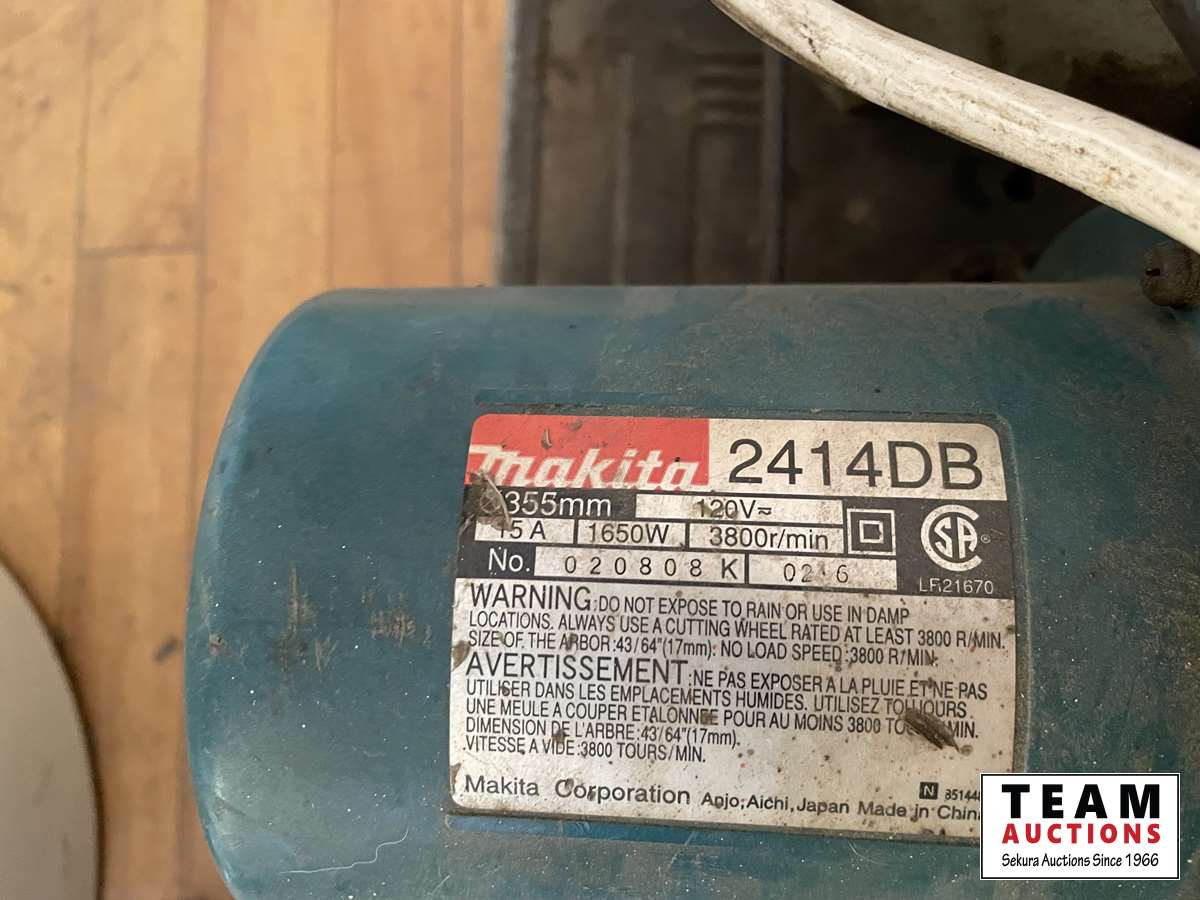 makita 2414DB
355mm 120V
15A 1650W 3800r/min
No. 020808 K
CSA ®
LR21670
WARNING: DO NOT EXPOSE TO RAIN OR USE IN DAMP
LOCATIONS. ALWAYS USE A CUTTING WHEEL RATED AT LEAST 3800 R/MIN.
SIZE OF THE ARBOR:43/64"(17mm). NO LOAD SPEED:3800 R/MIN.
AVERTISSEMENT:NE PAS EXPOSER A LA PLUIE ET NE PAS
UTILISER DANS LES EMPLACEMENTS HUMIDES. UTILISEZ TOUJOURS
UNE MEULE A COUPER ETALONNEE POUR AU MOINS 3800
DIMENSION DE L'ARBRE:43/64"(17mm).
VITESSE A VIDE:3800 TOURS/MIN.
Makita Corporation Anjo,Aichi,Japan Made in China
N
TEAM
AUCTIONS
Sekura Auctions Since 1966